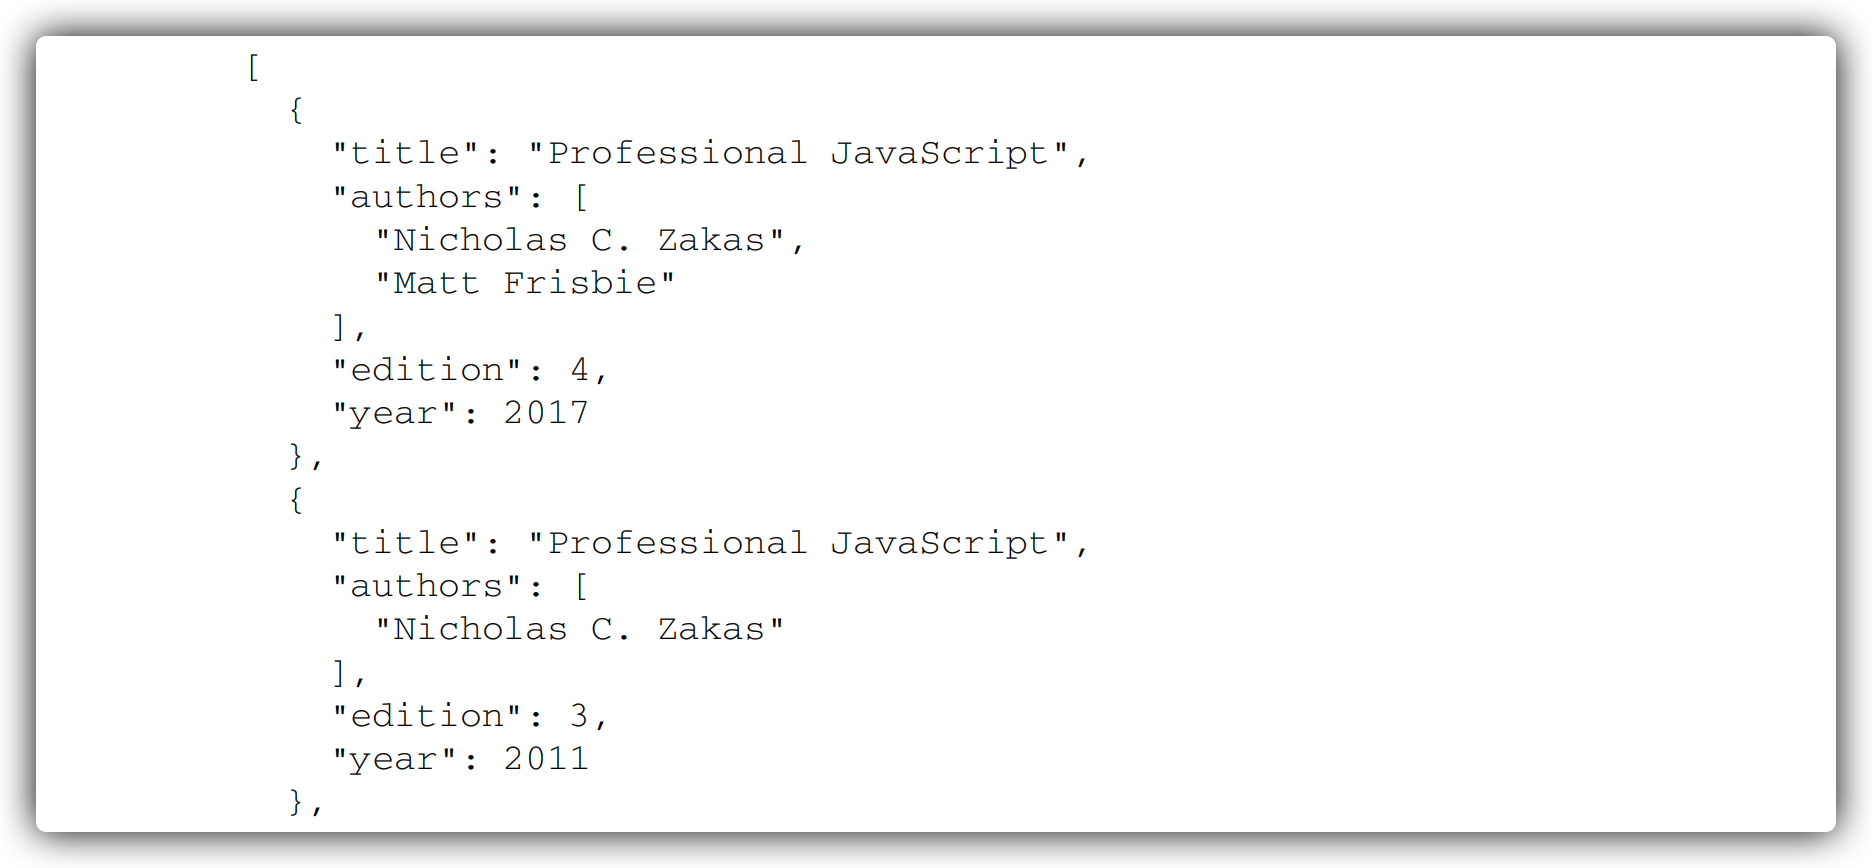 [
  {
    "title": "Professional JavaScript",
    "authors": [
      "Nicholas C. Zakas",
      "Matt Frisbie"
    ],
    "edition": 4,
    "year": 2017
  },
  {
    "title": "Professional JavaScript",
    "authors": [
      "Nicholas C. Zakas"
    ],
    "edition": 3,
    "year": 2011
  },